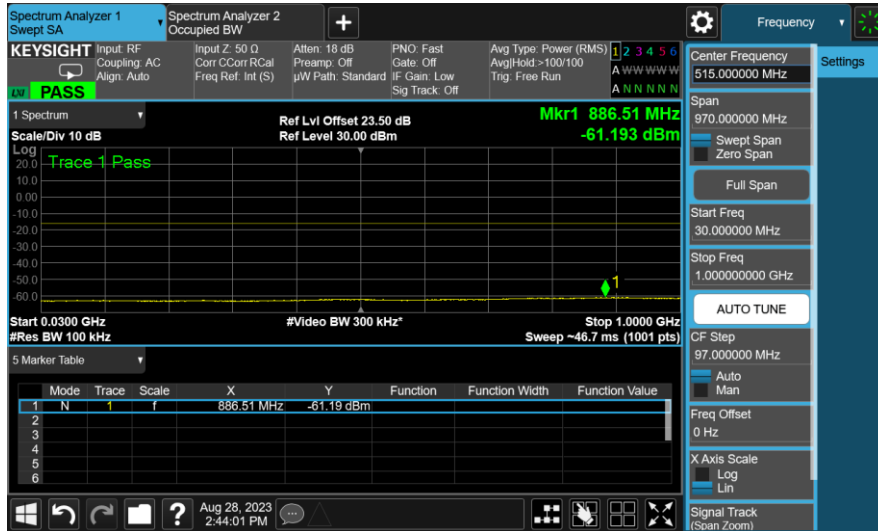 Spectrum Analyzer 1
Swept SA
Spectrum Analyzer 2
Occupied BW
+
Frequency
KEYSIGHT
Input: RF
Coupling: AC
Align: Auto
Input Z: 50 Ω
Corr CCorr RCal
Freq Ref: Int (S)
Atten: 18 dB
Preamp: Off
µW Path: Standard
PNO: Fast
Gate: Off
IF Gain: Low
Sig Track: Off
Avg Type: Power (RMS)
Avg|Hold:>100/100
Trig: Free Run
1 2 3 4 5 6
A W W W W W
A N N N N N
LXI
PASS
1 Spectrum
Scale/Div 10 dB
Ref Lvl Offset 23.50 dB
Ref Level 30.00 dBm
Mkr1 886.51 MHz
-61.193 dBm
Log
Trace 1 Pass
20.0
10.0
0.00
-10.0
-20.0
-30.0
-40.0
-50.0
-60.0
1
Start 0.0300 GHz
#Res BW 100 kHz
#Video BW 300 kHz*
Stop 1.0000 GHz
Sweep ~46.7 ms (1001 pts)
5 Marker Table
Mode Trace Scale X Y Function Function Width Function Value
1 N 1 f 886.51 MHz -61.19 dBm
2
3
4
5
6
?
Aug 28, 2023
2:44:01 PM
Center Frequency
515.000000 MHz
Settings
Span
970.000000 MHz
Swept Span
Zero Span
Full Span
Start Freq
30.000000 MHz
Stop Freq
1.000000000 GHz
AUTO TUNE
CF Step
97.000000 MHz
Auto
Man
Freq Offset
0 Hz
X Axis Scale
Log
Lin
Signal Track
(Span Zoom)